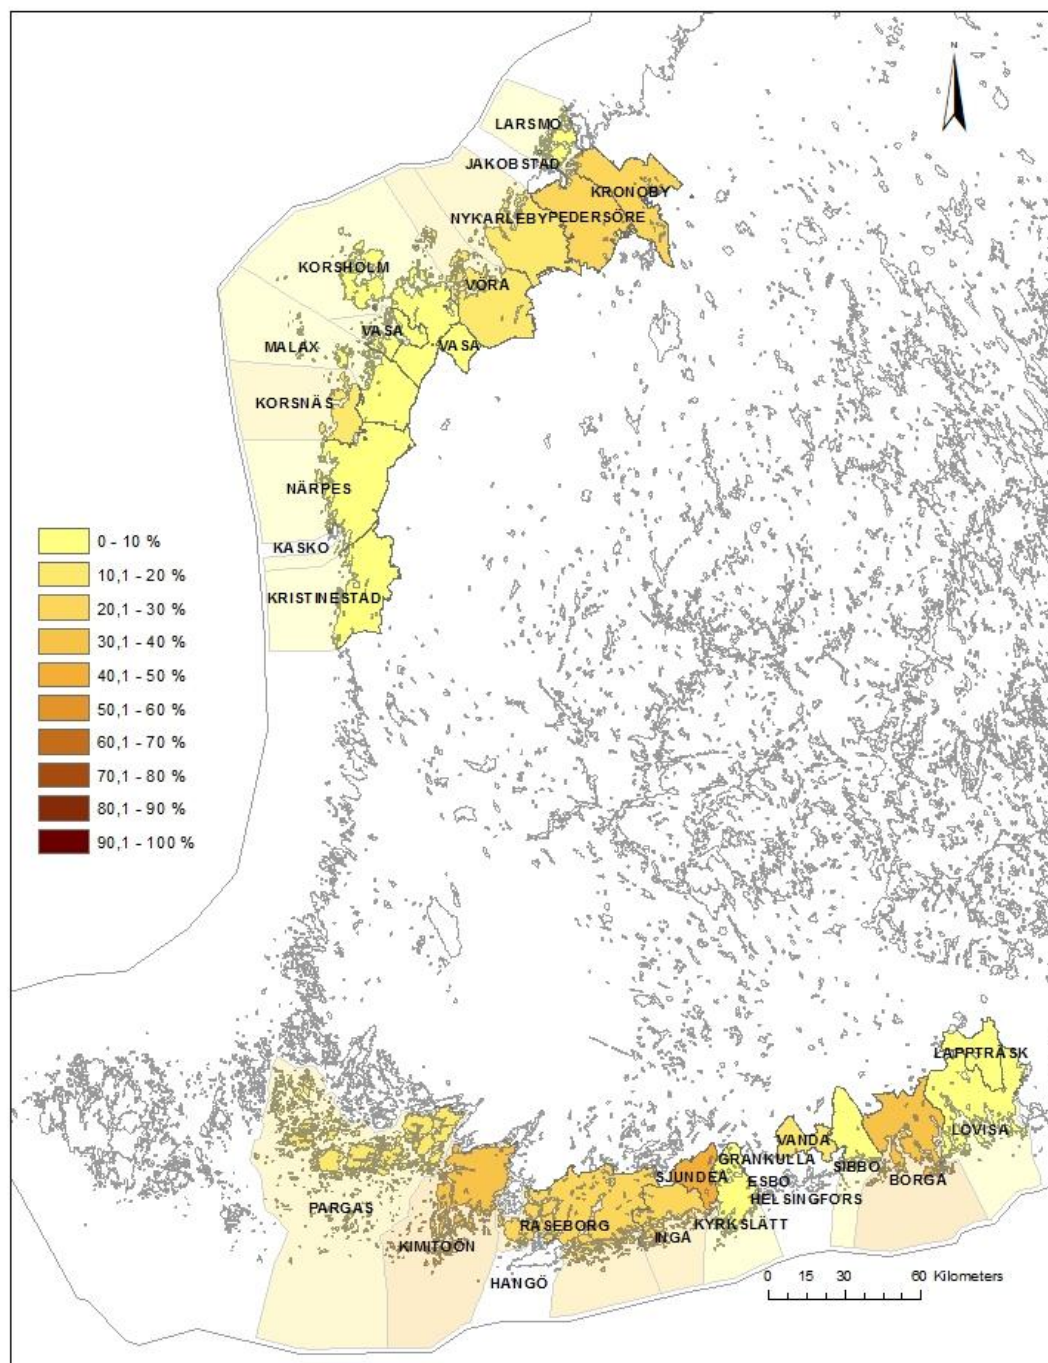 N
LARSMO
JAKOBSTAD
KRONOBY
NYKARLEBY
PEDERSÖRE
KORSHOLM
VÖRÅ
VASA
VASA
MALAX
KORSNÄS
NÄRPES
KASKÖ
KRISTINESTAD
0 - 10 %
10,1 - 20 %
20,1 - 30 %
30,1 - 40 %
40,1 - 50 %
50,1 - 60 %
60,1 - 70 %
70,1 - 80 %
80,1 - 90 %
90,1 - 100 %
LAPPTRÄSK
LOVISA
VANDA
GRANKULLA
SIBBO
BORGÅ
SJUNDEÅ
ESBO
HELSINGFORS
PARGAS
RASEBORG
KYRKSLÄTT
INGÅ
KIMITOÖN
HANGÖ
0 15 30 60 Kilometers